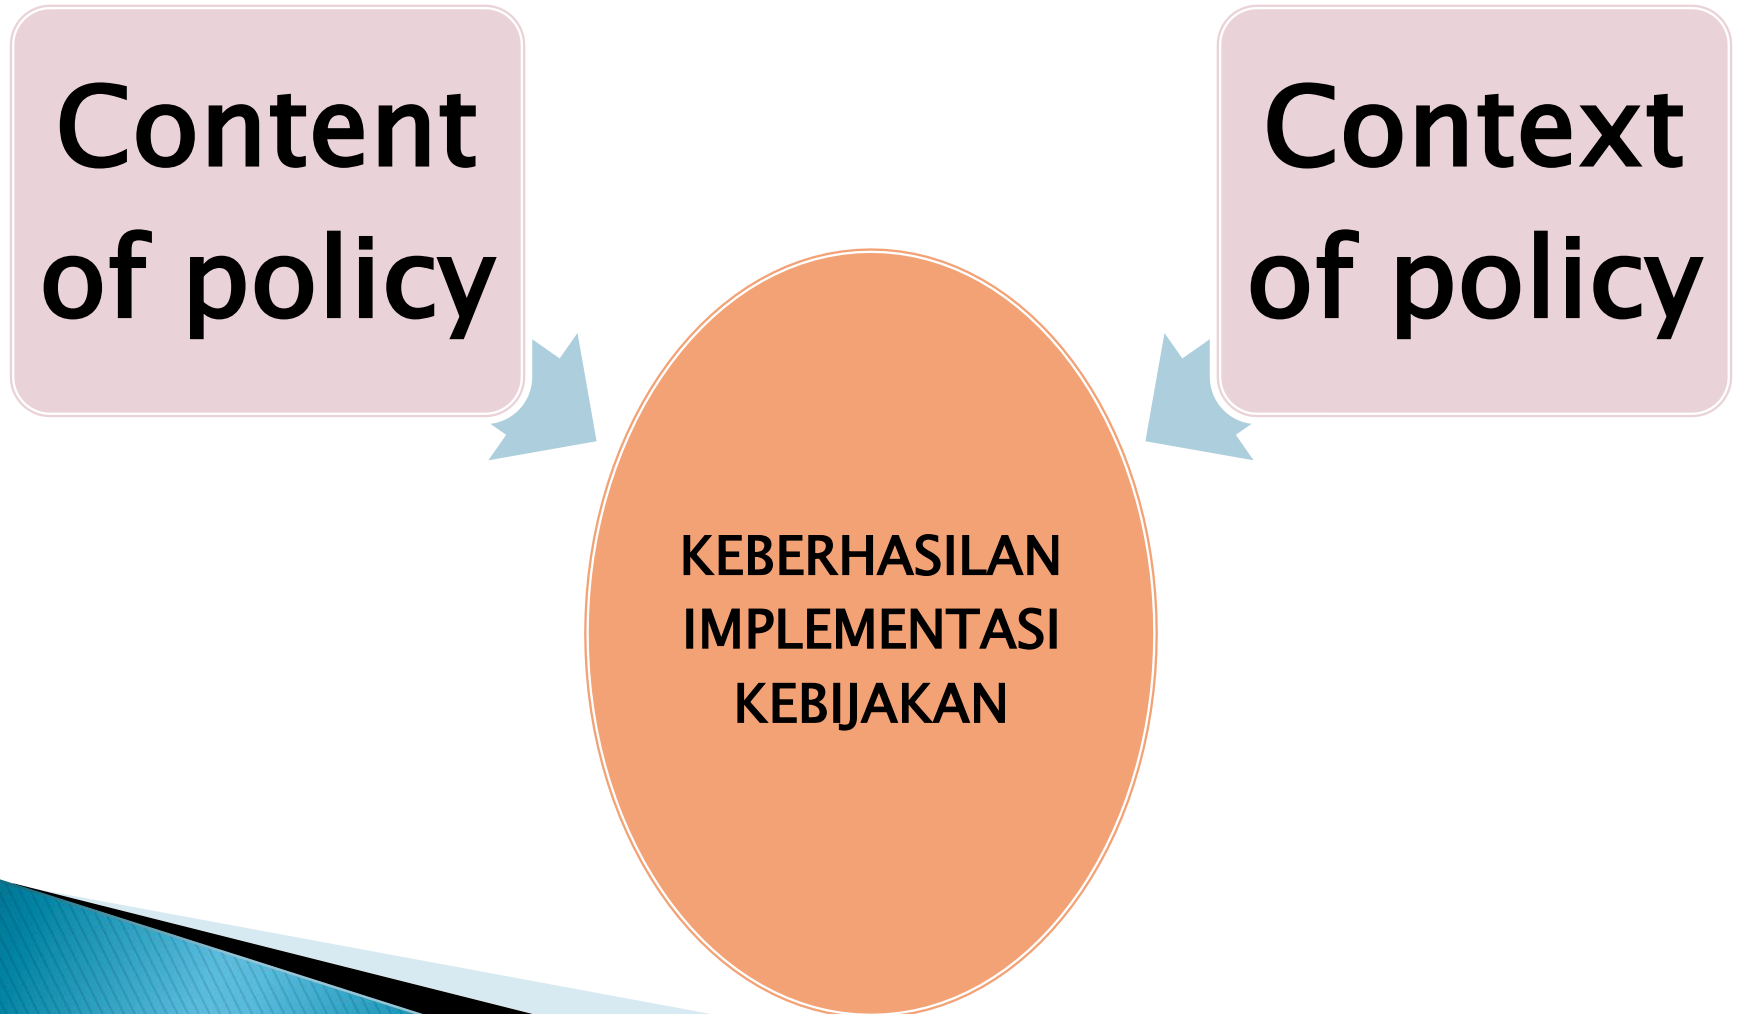 Content
of policy
Context
of policy
KEBERHASILAN
IMPLEMENTASI
KEBIJAKAN